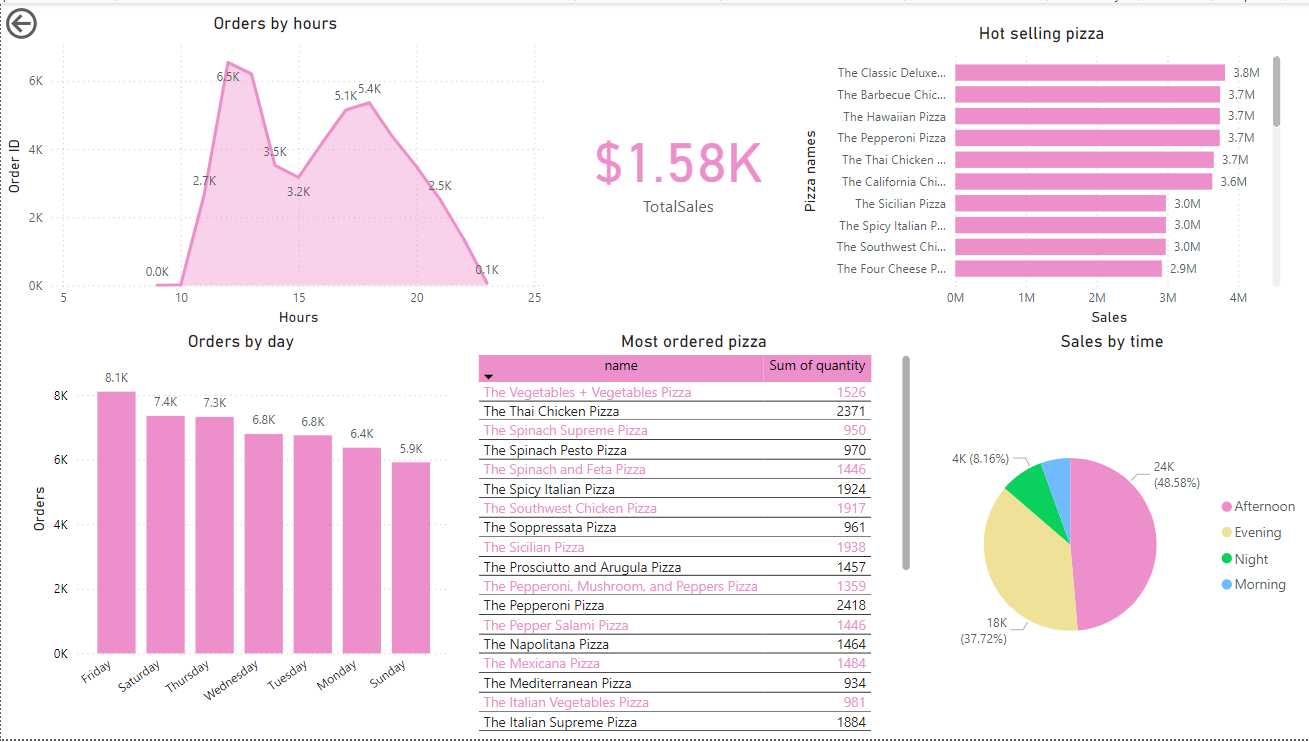 Orders by hours
Order ID
6K
4K
2K
0K
0.0K
2.7K
6.5K
3.5K
3.2K
5.1K
5.4K
2.5K
0.1K
5 10 15 20 25
Hours
$1.58K
TotalSales
Hot selling pizza
Pizza names
The Classic Deluxe... 3.8M
The Barbecue Chic... 3.7M
The Hawaiian Pizza 3.7M
The Pepperoni Pizza 3.7M
The Thai Chicken ... 3.7M
The California Chi... 3.6M
The Sicilian Pizza 3.0M
The Spicy Italian P... 3.0M
The Southwest Chi... 3.0M
The Four Cheese P... 2.9M
0M 1M 2M 3M 4M
Sales
Orders by day
Orders
8K
6K
4K
2K
0K
8.1K
7.4K
7.3K
6.8K
6.8K
6.4K
5.9K
Friday
Saturday
Thursday
Wednesday
Tuesday
Monday
Sunday
Most ordered pizza
name Sum of quantity
The Vegetables + Vegetables Pizza 1526
The Thai Chicken Pizza 2371
The Spinach Supreme Pizza 950
The Spinach Pesto Pizza 970
The Spinach and Feta Pizza 1446
The Spicy Italian Pizza 1924
The Southwest Chicken Pizza 1917
The Soppressata Pizza 961
The Sicilian Pizza 1938
The Prosciutto and Arugula Pizza 1457
The Pepperoni, Mushroom, and Peppers Pizza 1359
The Pepperoni Pizza 2418
The Pepper Salami Pizza 1446
The Napolitana Pizza 1464
The Mexicana Pizza 1484
The Mediterranean Pizza 934
The Italian Vegetables Pizza 981
The Italian Supreme Pizza 1884
Sales by time
4K (8.16%)
24K
(48.58%)
18K
(37.72%)
Afternoon
Evening
Night
Morning